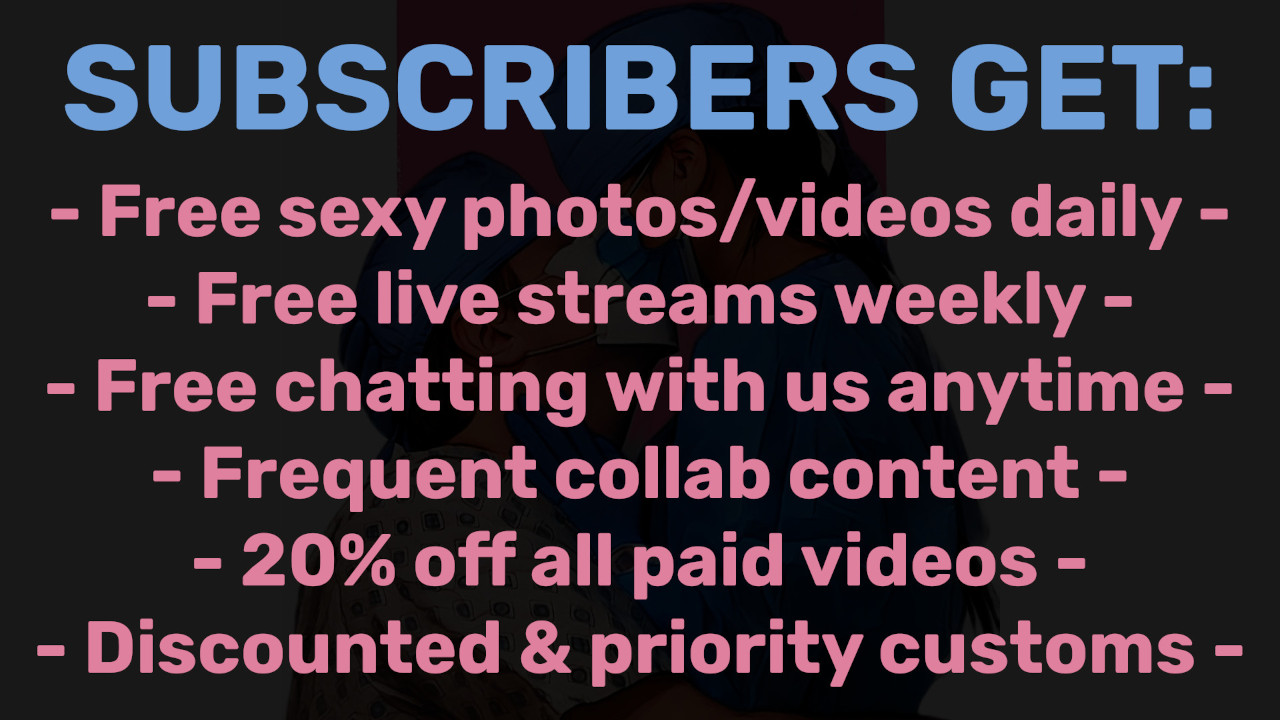 SUBSCRIBERS GET:
- Free sexy photos/videos daily -
- Free live streams weekly -
- Free chatting with us anytime -
- Frequent collab content -
- 20% off all paid videos -
- Discounted & priority customs -